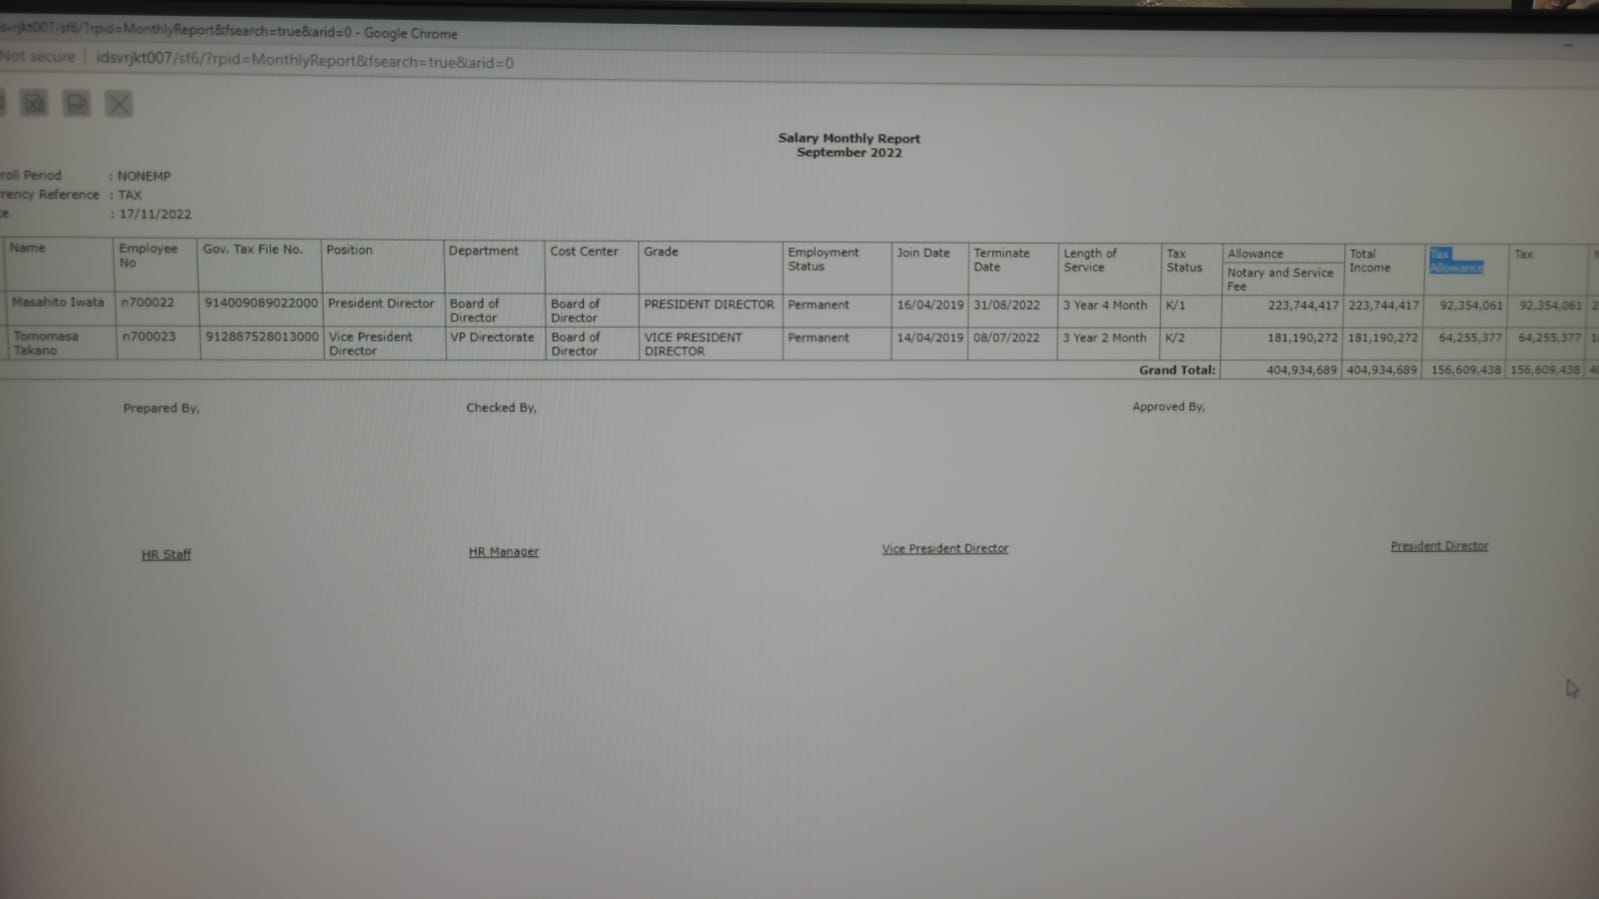 svrjkt007/sf6/?rpid=MonthlyReport&fsearch=true&arid=0 - Google Chrome
Not secure | idsvrjkt007/sf6/?rpid=MonthlyReport&fsearch=true&arid=0
Salary Monthly Report
September 2022
roll Period : NONEMP
rency Reference : TAX
te : 17/11/2022
Name Employee No Gov. Tax File No. Position Department Cost Center Grade Employment Status Join Date Terminate Date Length of Service Tax Status Allowance Notary and Service Fee Total Income Tax Allowance Tax
Masahito Iwata n700022 914009089022000 President Director Board of Director Board of Director PRESIDENT DIRECTOR Permanent 16/04/2019 31/08/2022 3 Year 4 Month K/1 223,744,417 223,744,417 92,354,061 92,354,061 2
Tomomasa Takano n700023 912887528013000 Vice President Director VP Directorate Board of Director VICE PRESIDENT DIRECTOR Permanent 14/04/2019 08/07/2022 3 Year 2 Month K/2 181,190,272 181,190,272 64,255,377 64,255,377
Grand Total: 404,934,689 404,934,689 156,609,438 156,609,438
Prepared By, Checked By, Approved By,
HR Staff HR Manager Vice President Director President Director